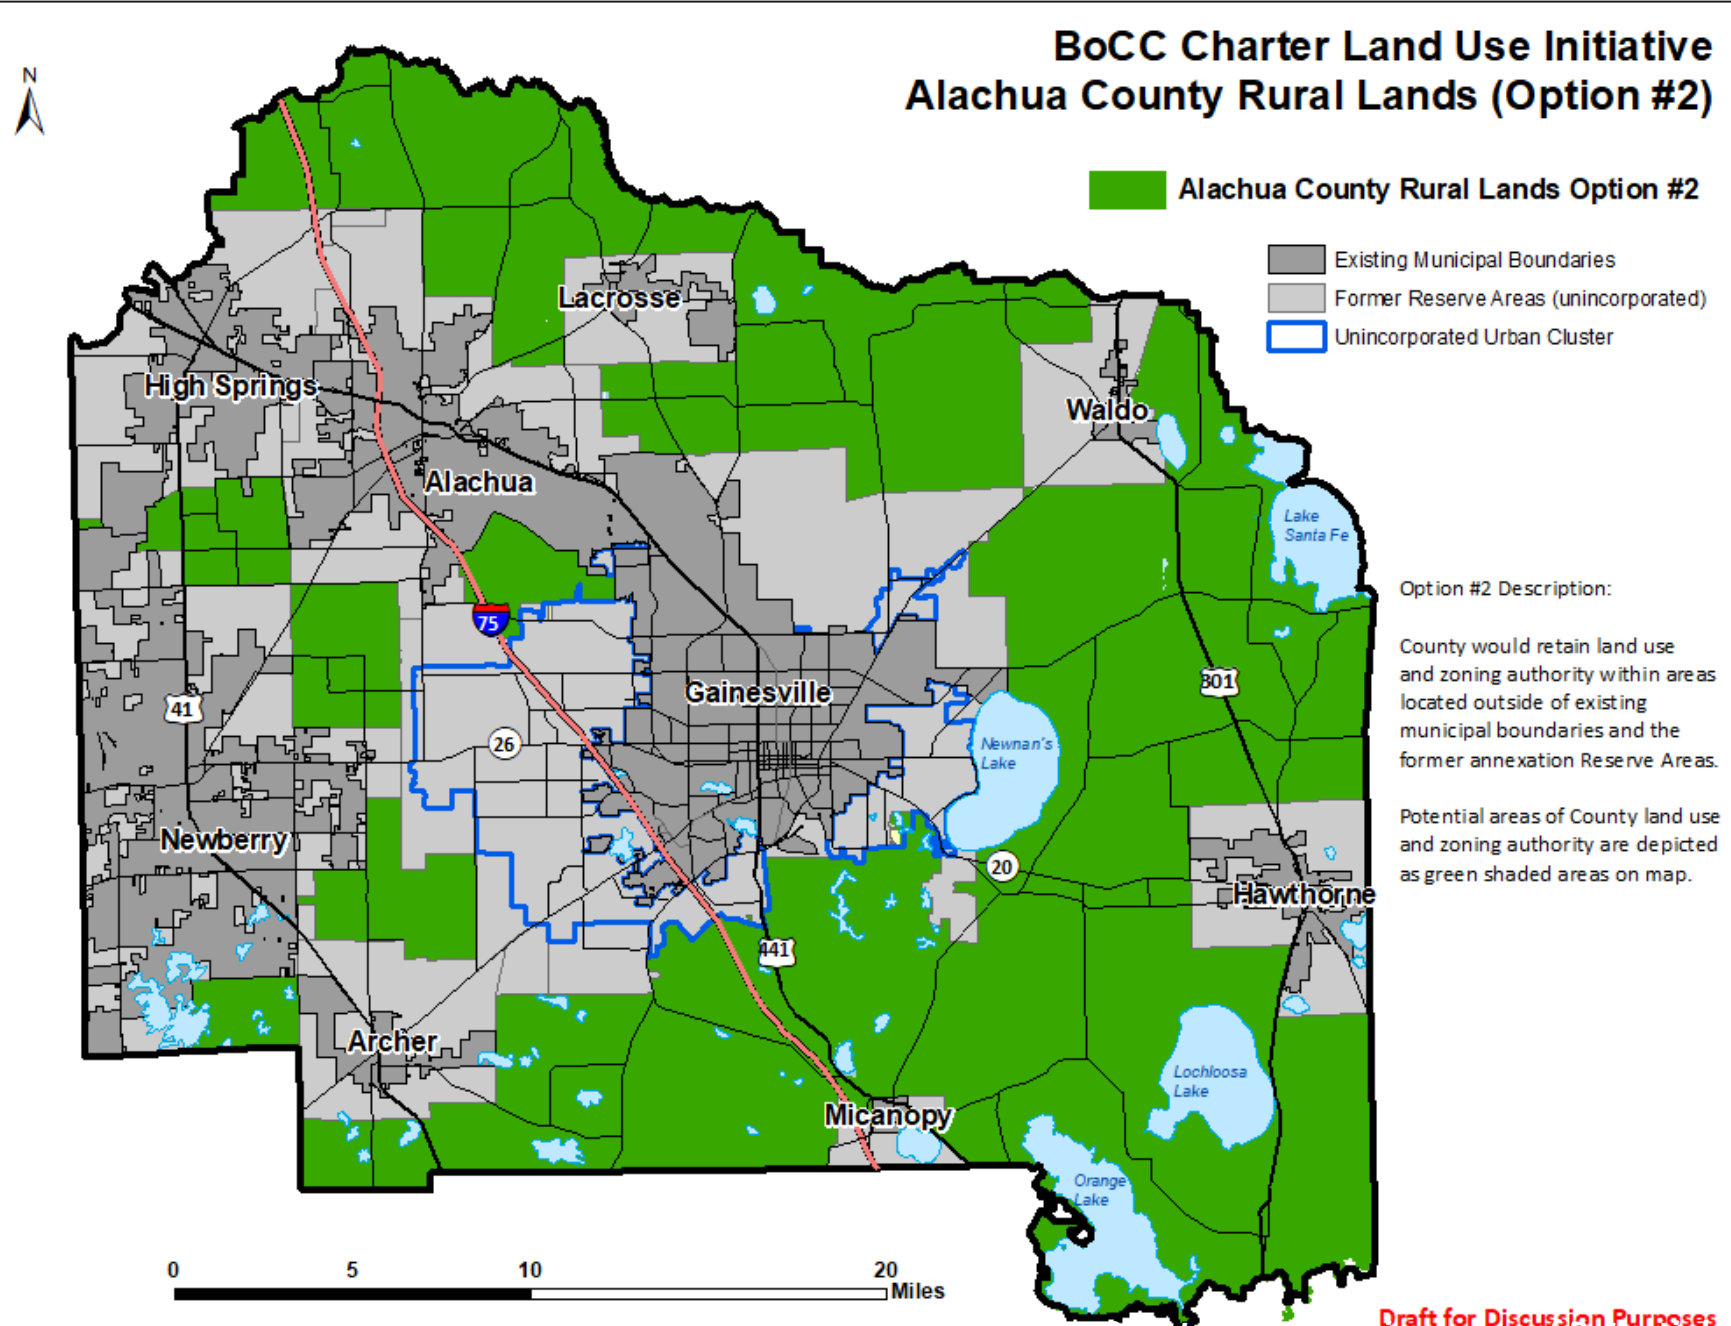 BoCC Charter Land Use Initiative
Alachua County Rural Lands (Option #2)
N
Alachua County Rural Lands Option #2
Existing Municipal Boundaries
Former Reserve Areas (unincorporated)
Unincorporated Urban Cluster
Lacrosse
High Springs
Waldo
Alachua
Lake
Santa Fe
Option #2 Description:
County would retain land use
and zoning authority within areas
located outside of existing
municipal boundaries and the
former annexation Reserve Areas.
Potential areas of County land use
and zoning authority are depicted
as green shaded areas on map.
75
Gainesville
301
41
26
Newnan's
Lake
Newberry
20
Hawthorne
441
Archer
Lochloosa
Lake
Micanopy
Orange
Lake
0 5 10 20
Miles
Draft for Discussion Purposes